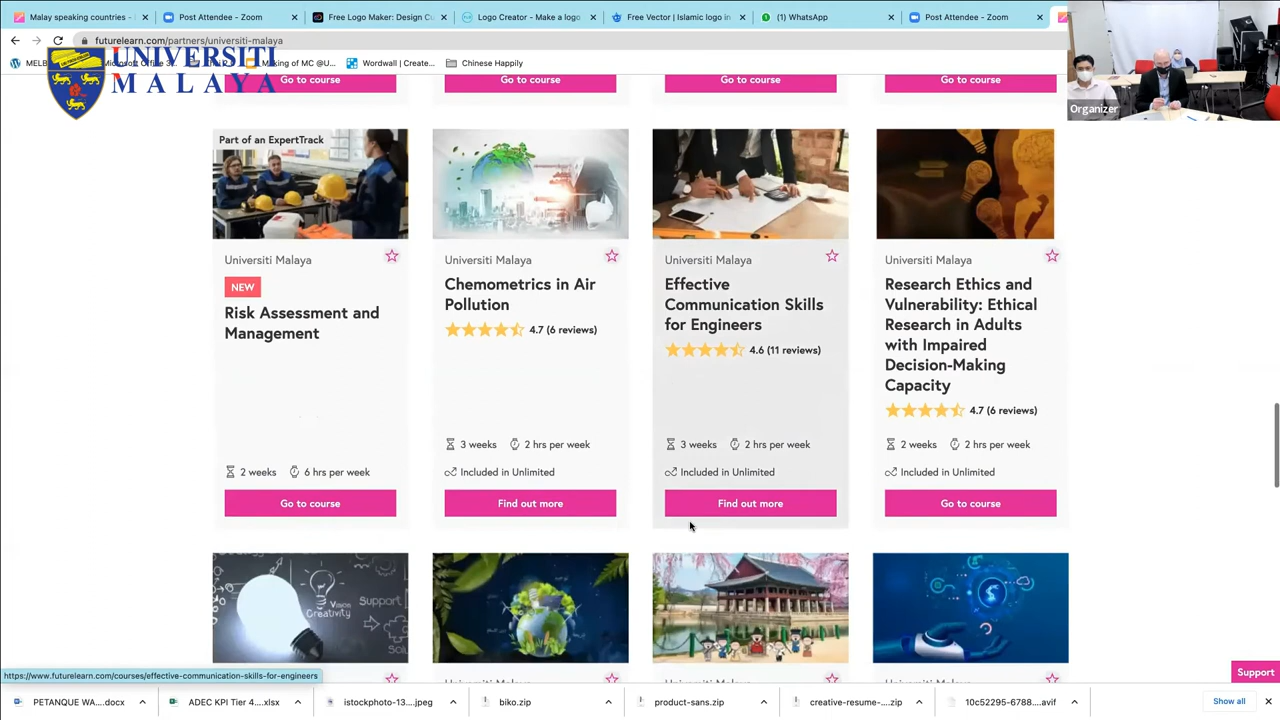 Malay speaking countries -
Post Attendee - Zoom
Free Logo Maker: Design Cu
Logo Creator - Make a logo
Free Vector | Islamic logo in
(1) WhatsApp
Post Attendee - Zoom
futurelearn.com/partners/universiti-malaya
Making of MC @U...
Wordwall | Create...
Chinese Happily
UNIVERSITI
MALAYA
Organizer
Go to course
Go to course
Go to course
Go to course
Part of an ExpertTrack
Universiti Malaya
NEW
Risk Assessment and
Management
2 weeks 6 hrs per week
Go to course
Universiti Malaya
Chemometrics in Air
Pollution
4.7 (6 reviews)
3 weeks 2 hrs per week
Included in Unlimited
Find out more
Universiti Malaya
Effective
Communication Skills
for Engineers
4.6 (11 reviews)
3 weeks 2 hrs per week
Included in Unlimited
Find out more
Universiti Malaya
Research Ethics and
Vulnerability: Ethical
Research in Adults
with Impaired
Decision-Making
Capacity
4.7 (6 reviews)
2 weeks 2 hrs per week
Included in Unlimited
Go to course
Vision
Creativity
Support
https://www.futurelearn.com/courses/effective-communication-skills-for-engineers
Support
PETANQUE WA....docx
ADEC KPI Tier 4....xlsx
istockphoto-13....jpeg
biko.zip
product-sans.zip
creative-resume-....zip
10c52295-6788....avif
Show all